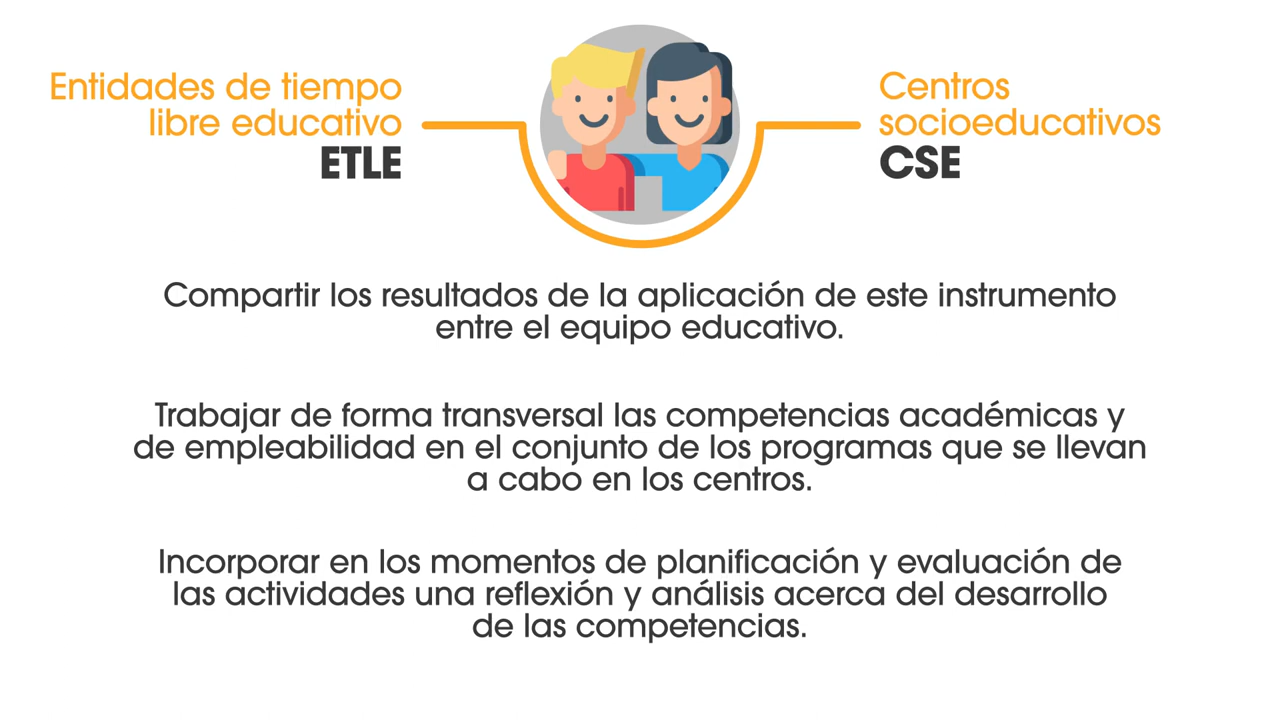 Entidades de tiempo
libre educativo
ETLE
Centros
socioeducativos
CSE
Compartir los resultados de la aplicación de este instrumento
entre el equipo educativo.
Trabajar de forma transversal las competencias académicas y
de empleabilidad en el conjunto de los programas que se llevan
a cabo en los centros.
Incorporar en los momentos de planificación y evaluación de
las actividades una reflexión y análisis acerca del desarrollo
de las competencias.